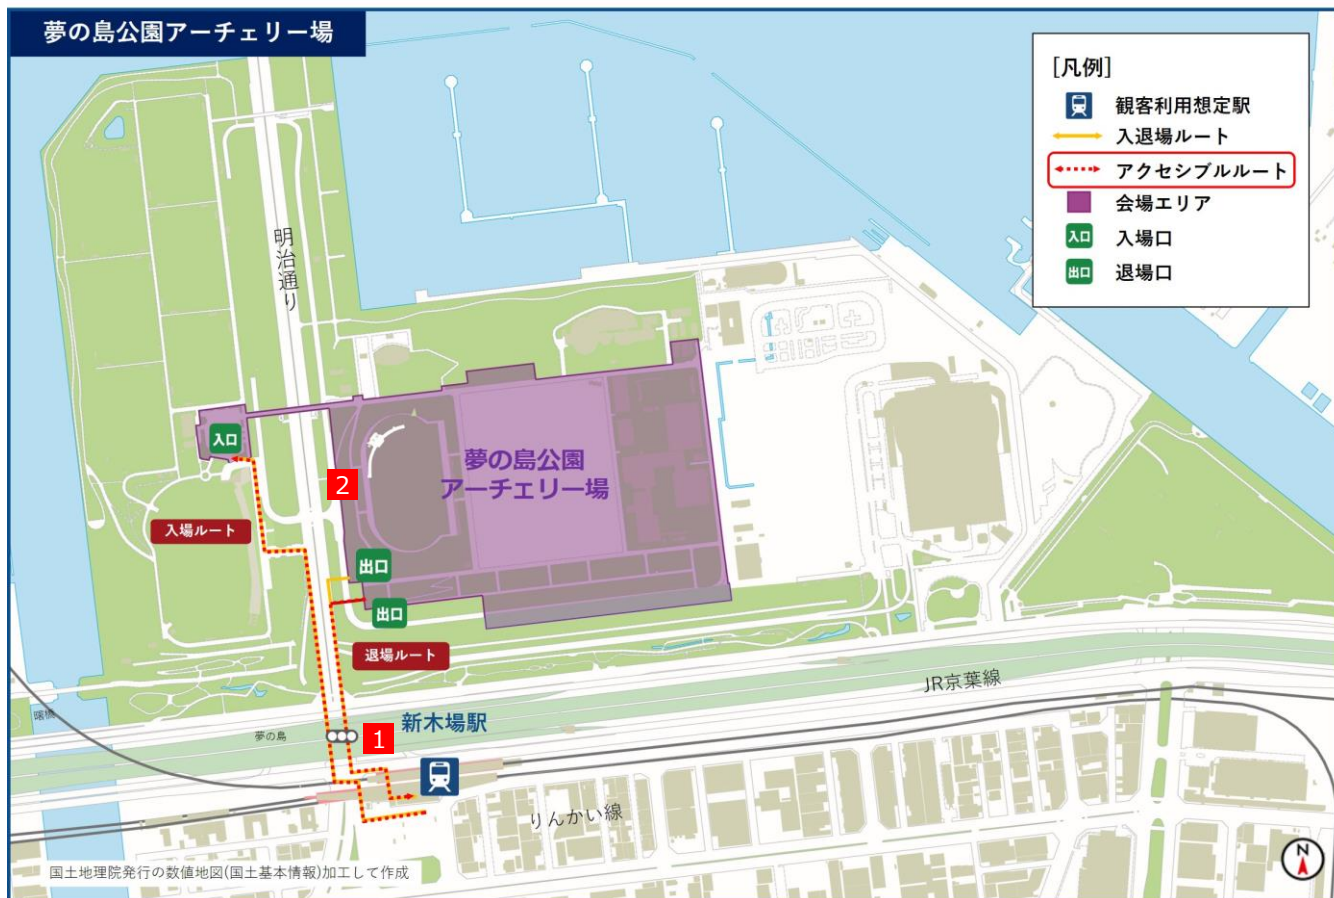 夢の島公園アーチェリー場
[凡例]
観客利用想定駅
入退場ルート
アクセシブルルート
会場エリア
入口
入場口
出口
退場口
明治通り
入口
夢の島公園
アーチェリー場
2
入場ルート
出口
出口
退場ルート
JR京葉線
曙橋
夢の島
1
新木場駅
りんかい線
国土地理院発行の数値地図(国土基本情報)加工して作成
N